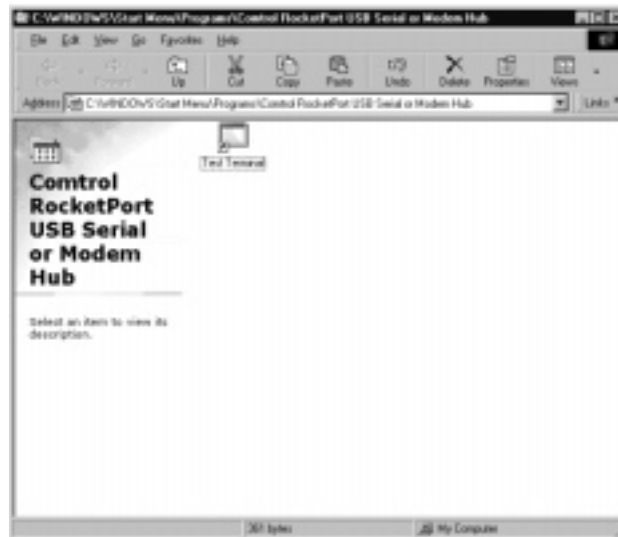 C:\WINDOWS\Start Menu\Programs\Comtrol RocketPort USB Serial or Modem Hub
File Edit View Go Favorites Help
Back Forward Up Cut Copy Paste Undo Delete Properties Views
Address C:\WINDOWS\Start Menu\Programs\Comtrol RocketPort USB Serial or Modem Hub Links
Test Terminal
Comtrol
RocketPort
USB Serial
or Modem
Hub
Select an item to view its
description.
361 bytes My Computer